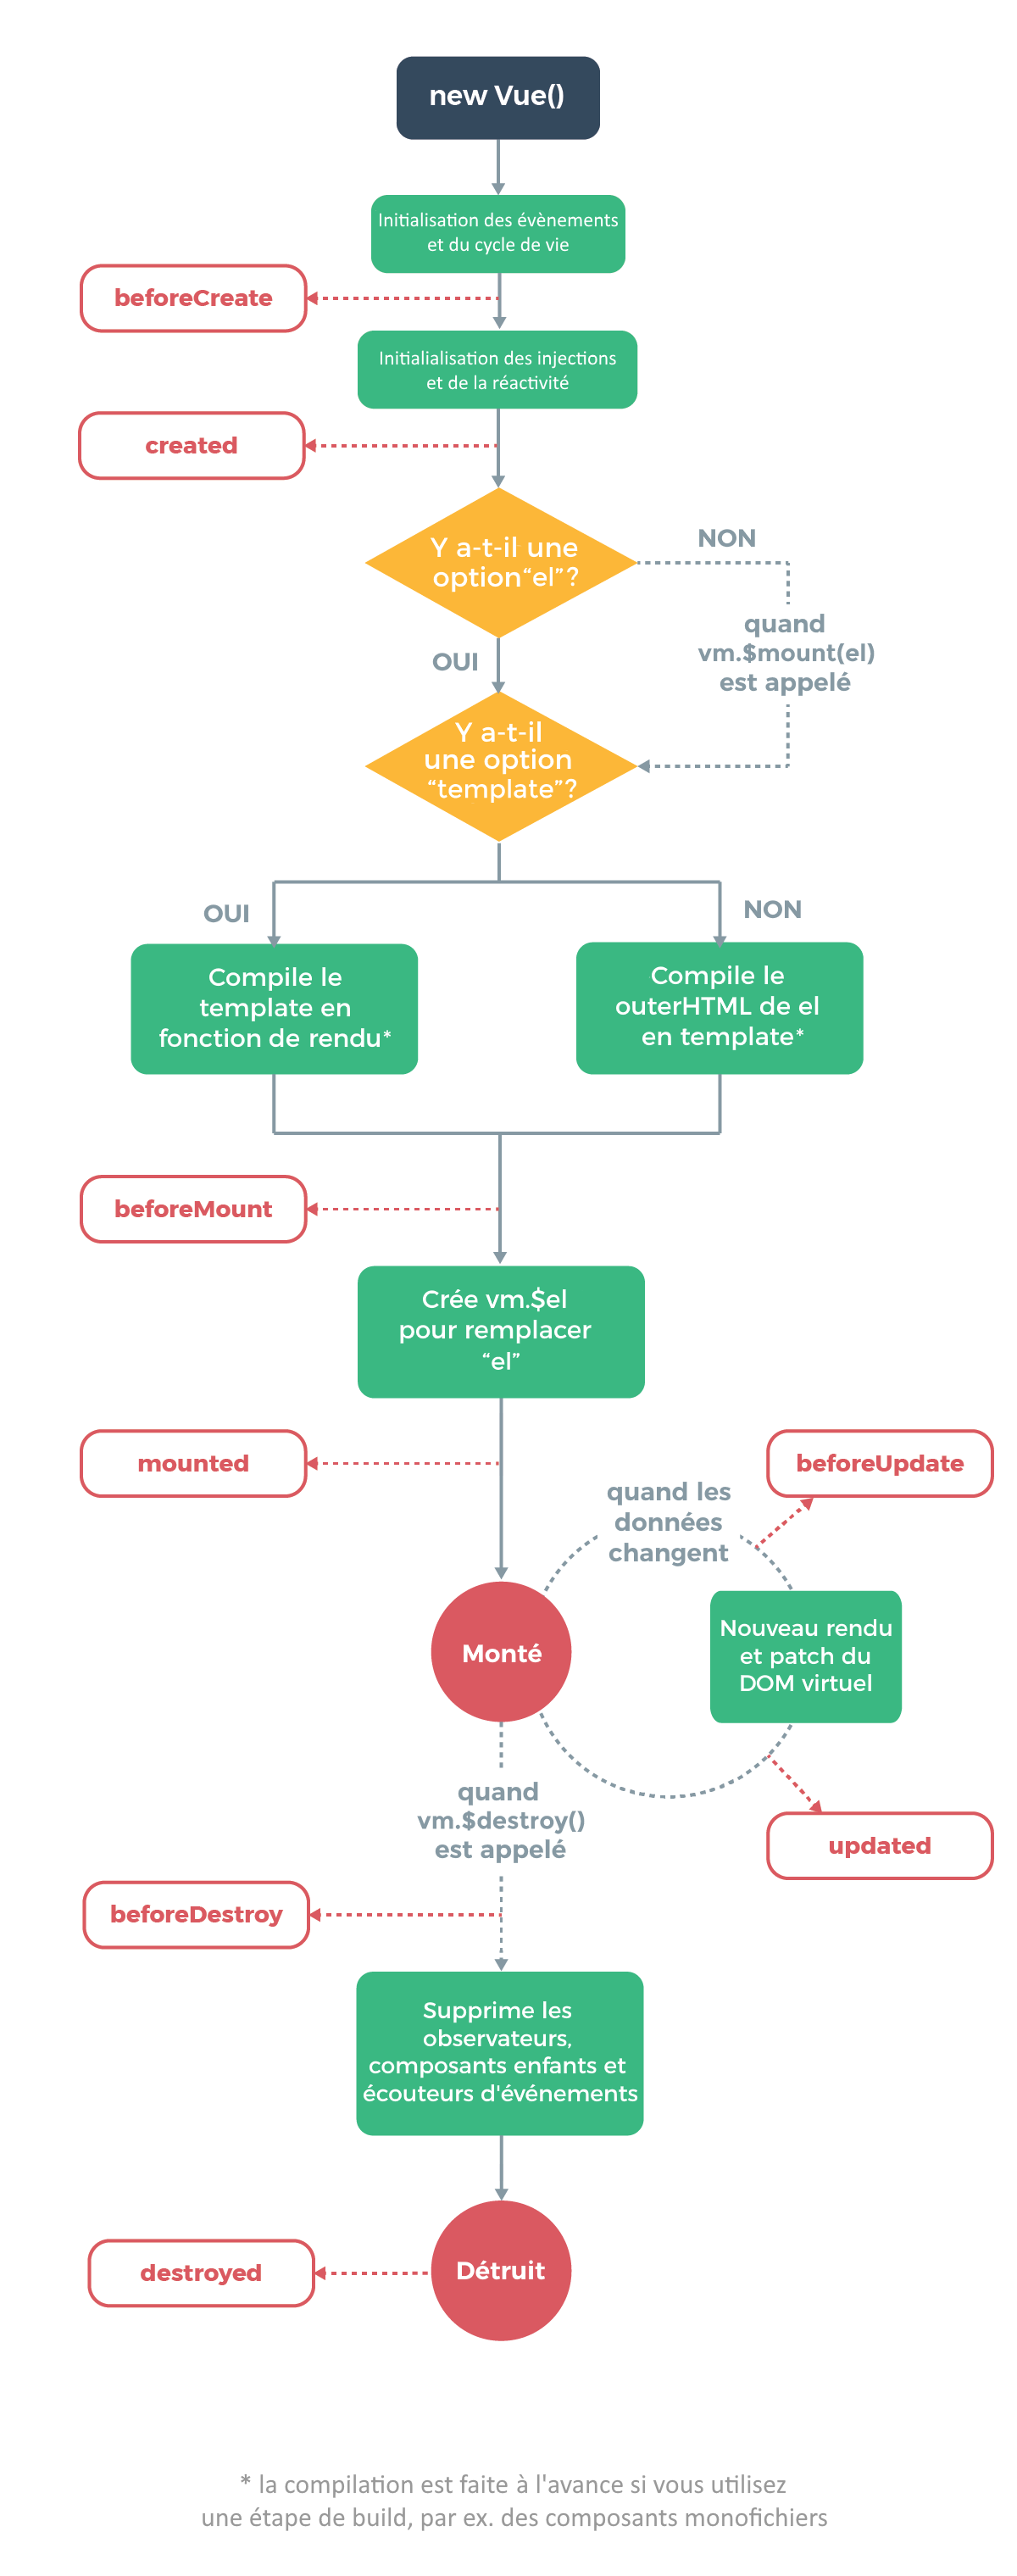 new Vue()
Initialisation des évènements
et du cycle de vie
beforeCreate
Initialialisation des injections
et de la réactivité
created
Y a-t-il une
option“el”?
NON
quand
vm.$mount(el)
est appelé
OUI
Y a-t-il
une option
“template”?
OUI
NON
Compile le
template en
fonction de rendu*
Compile le
outerHTML de el
en template*
beforeMount
Crée vm.$el
pour remplacer
“el”
mounted
beforeUpdate
quand les
données
changent
Monté
Nouveau rendu
et patch du
DOM virtuel
quand
vm.$destroy()
est appelé
updated
beforeDestroy
Supprime les
observateurs,
composants enfants et
écouteurs d'événements
Détruit
destroyed
* la compilation est faite à l'avance si vous utilisez
une étape de build, par ex. des composants monofichiers